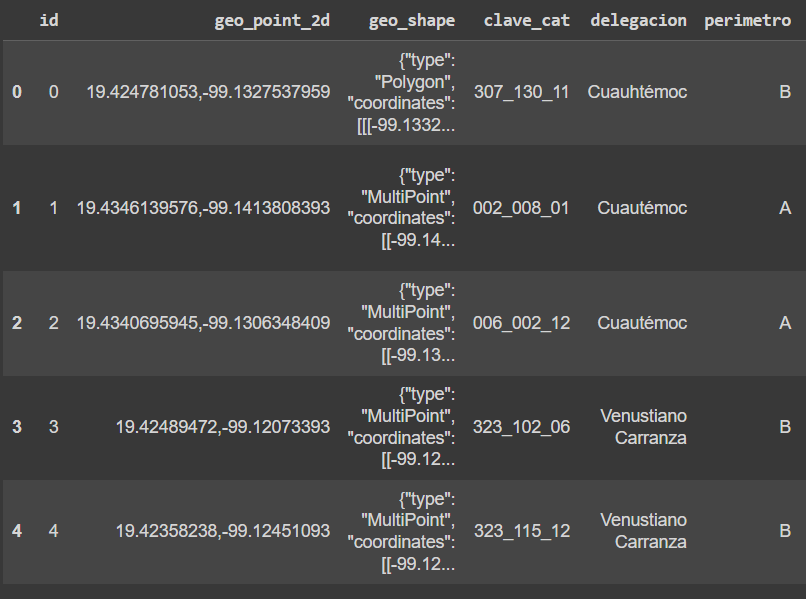 id geo_point_2d geo_shape clave_cat delegacion perimetro
{"type":
"Polygon",
0 0 19.424781053,-99.1327537959 "coordinates": 307_130_11 Cuauhtémoc B
[[[-99.1332...
{"type":
"MultiPoint",
1 1 19.4346139576,-99.1413808393 "coordinates": 002_008_01 Cuautémoc A
[[-99.14...
{"type":
"MultiPoint",
2 2 19.4340695945,-99.1306348409 "coordinates": 006_002_12 Cuautémoc A
[[-99.13...
{"type":
"MultiPoint", Venustiano
3 3 19.42489472,-99.12073393 "coordinates": 323_102_06 Carranza B
[[-99.12...
{"type":
"MultiPoint", Venustiano
4 4 19.42358238,-99.12451093 "coordinates": 323_115_12 Carranza B
[[-99.12...